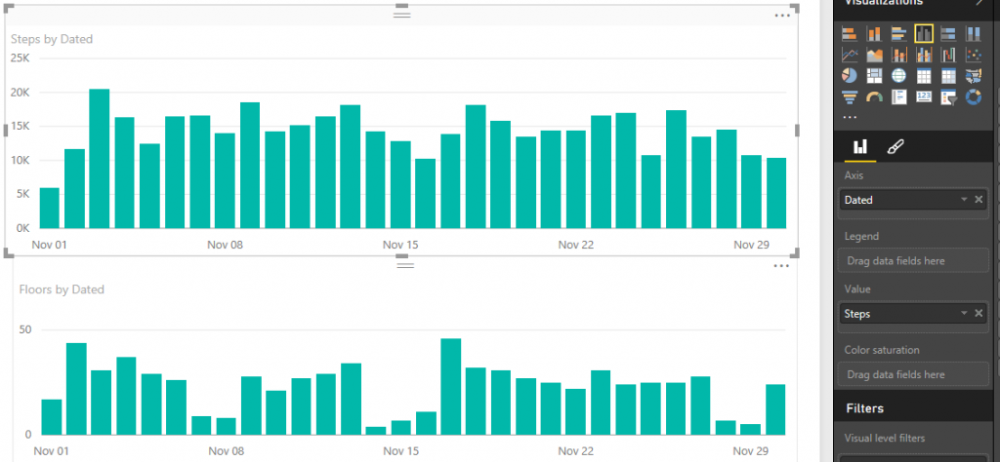 Visualizations
Steps by Dated
25K
20K
15K
10K
5K
0K
Nov 01 Nov 08 Nov 15 Nov 22 Nov 29
Floors by Dated
50
0
Nov 01 Nov 08 Nov 15 Nov 22 Nov 29
123
Axis
Dated
Legend
Drag data fields here
Value
Steps
Color saturation
Drag data fields here
Filters
Visual level filters